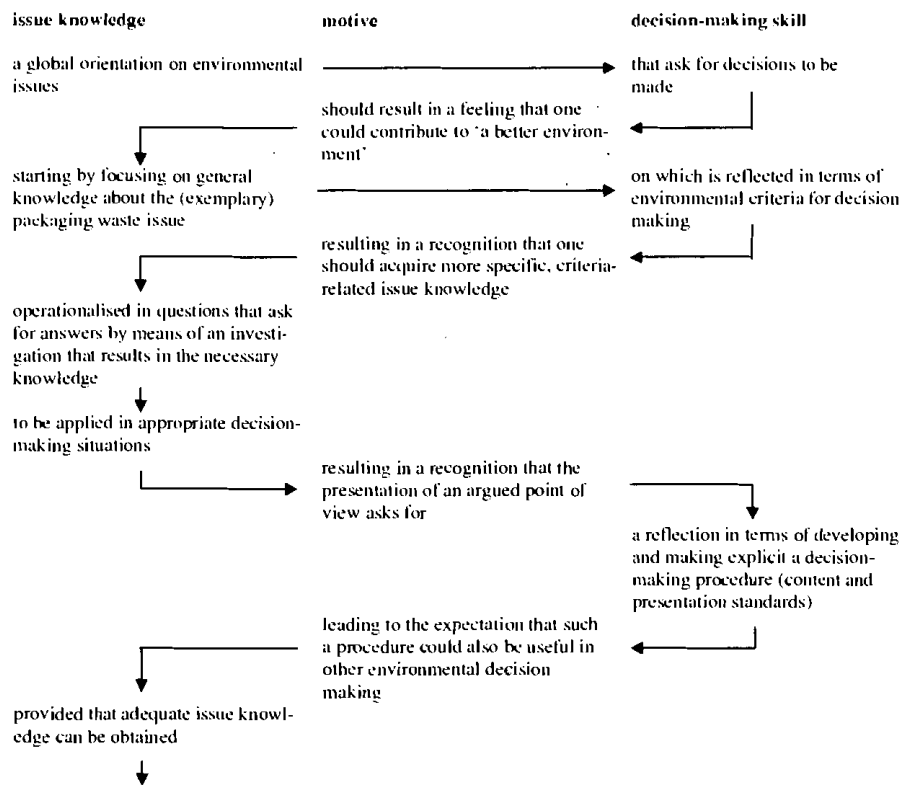 issue knowledge
motive
decision-making skill
a global orientation on environmental
issues
that ask for decisions to be
made
should result in a feeling that one
could contribute to 'a better environ-
ment'
starting by focusing on general
knowledge about the (exemplary)
packaging waste issue
on which is reflected in terms of
environmental criteria for decision
making
resulting in a recognition that one
should acquire more specific, criteria-
related issue knowledge
operationalised in questions that ask
for answers by means of an investi-
gation that results in the necessary
knowledge
to be applied in appropriate decision-
making situations
resulting in a recognition that the
presentation of an argued point of
view asks for
a reflection in terms of developing
and making explicit a decision-
making procedure (content and
presentation standards)
leading to the expectation that such
a procedure could also be useful in
other environmental decision
making
provided that adequate issue knowl-
edge can be obtained